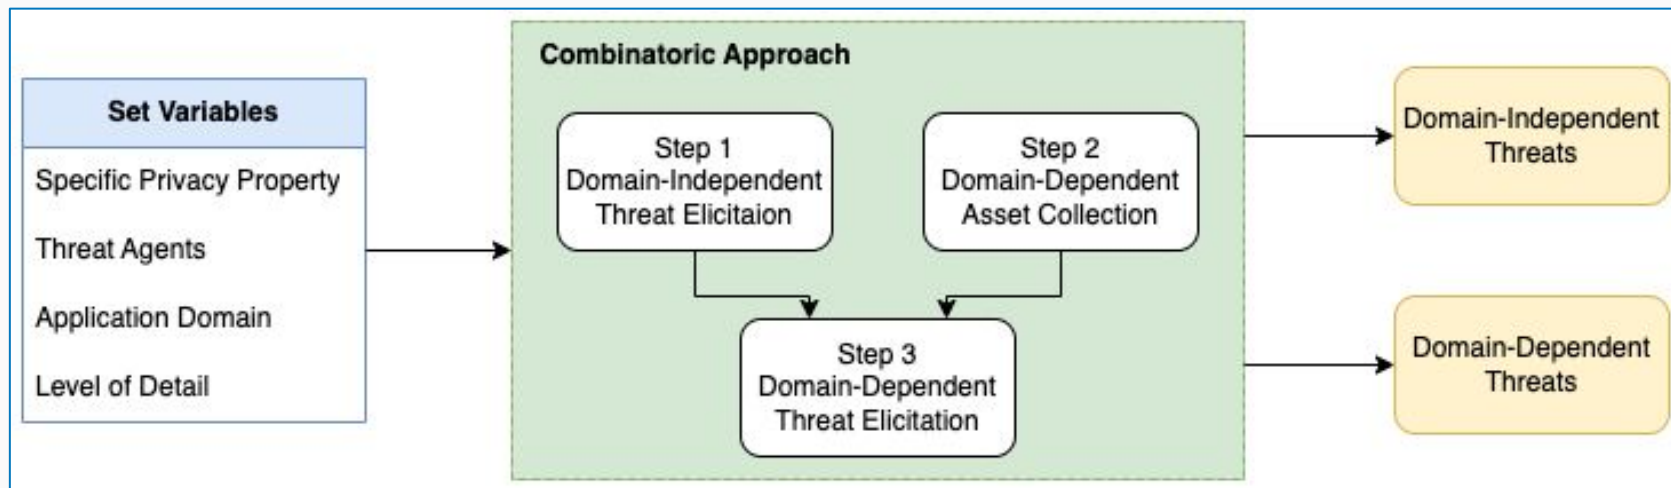 Set Variables
Specific Privacy Property
Threat Agents
Application Domain
Level of Detail
Combinatoric Approach
Step 1
Domain-Independent
Threat Elicitaion
Step 2
Domain-Dependent
Asset Collection
Step 3
Domain-Dependent
Threat Elicitation
Domain-Independent
Threats
Domain-Dependent
Threats